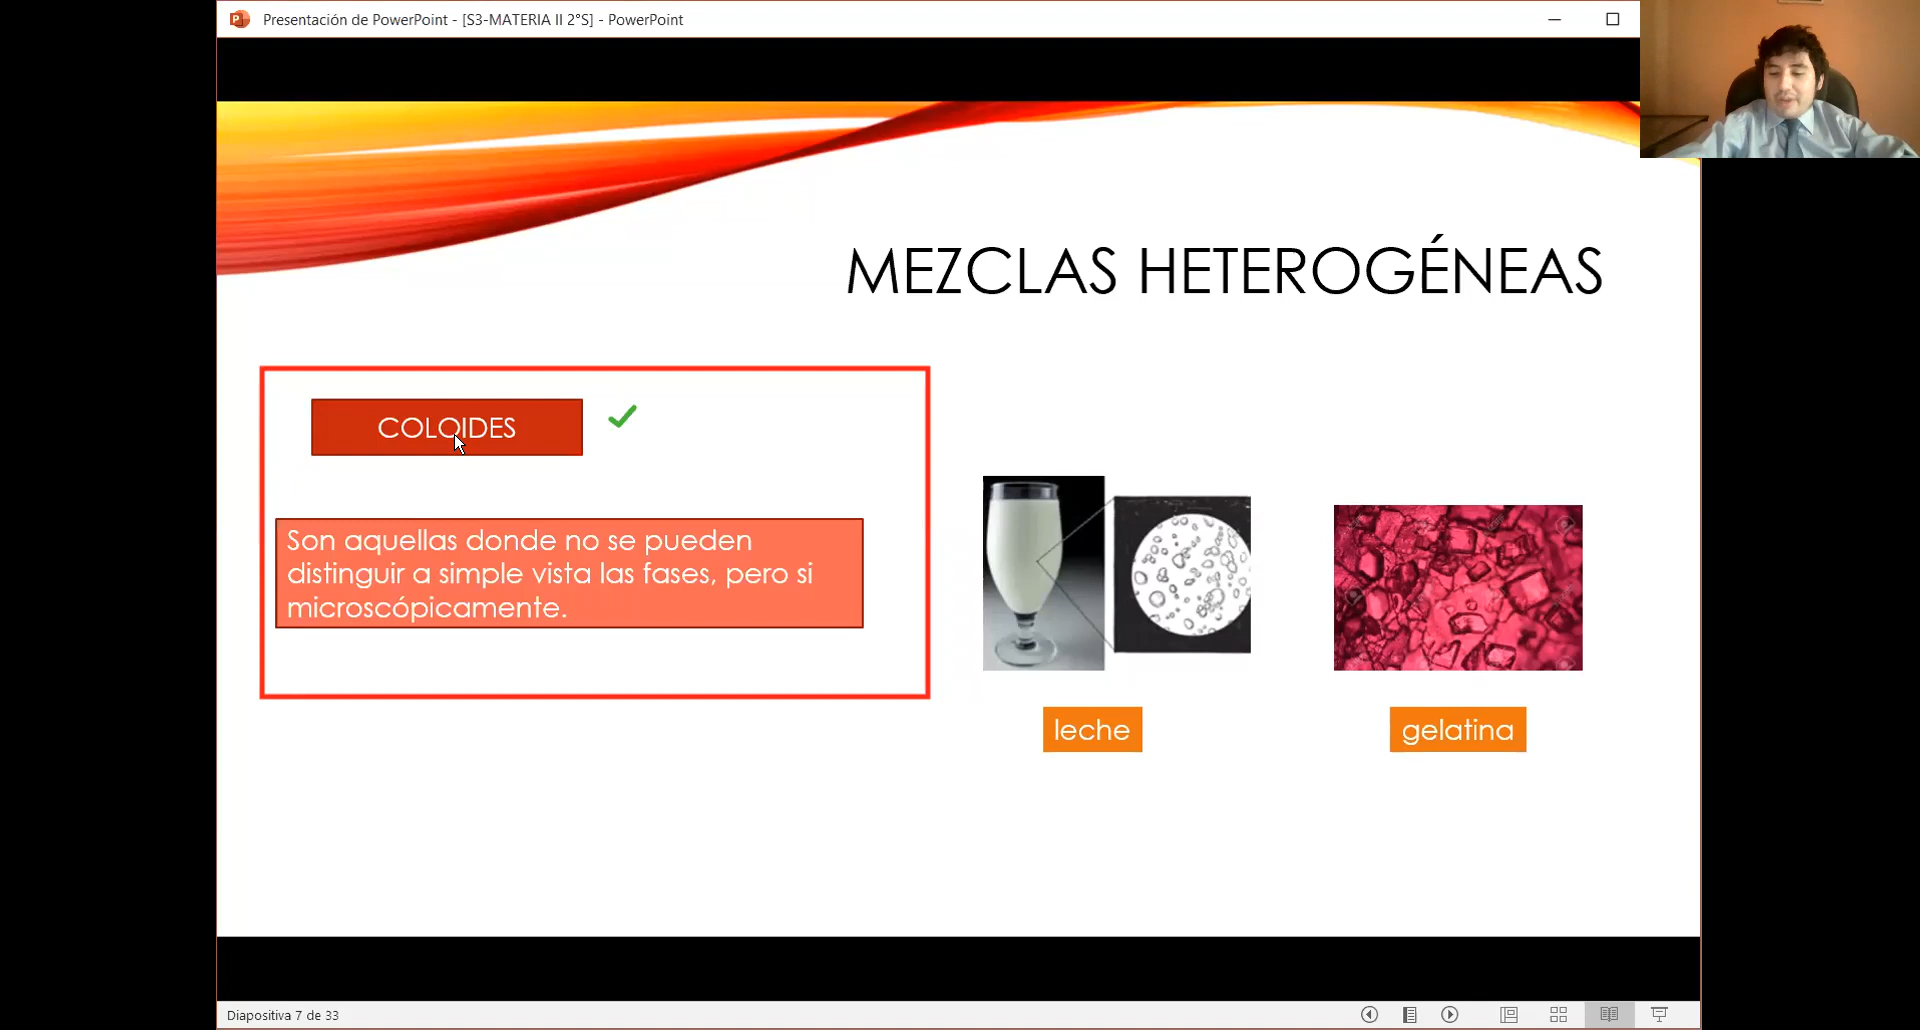 Presentación de PowerPoint - [S3-MATERIA II 2°S] - PowerPoint
MEZCLAS HETEROGÉNEAS
COLOIDES
Son aquellas donde no se pueden
distinguir a simple vista las fases, pero si
microscópicamente.
leche
gelatina
Diapositiva 7 de 33